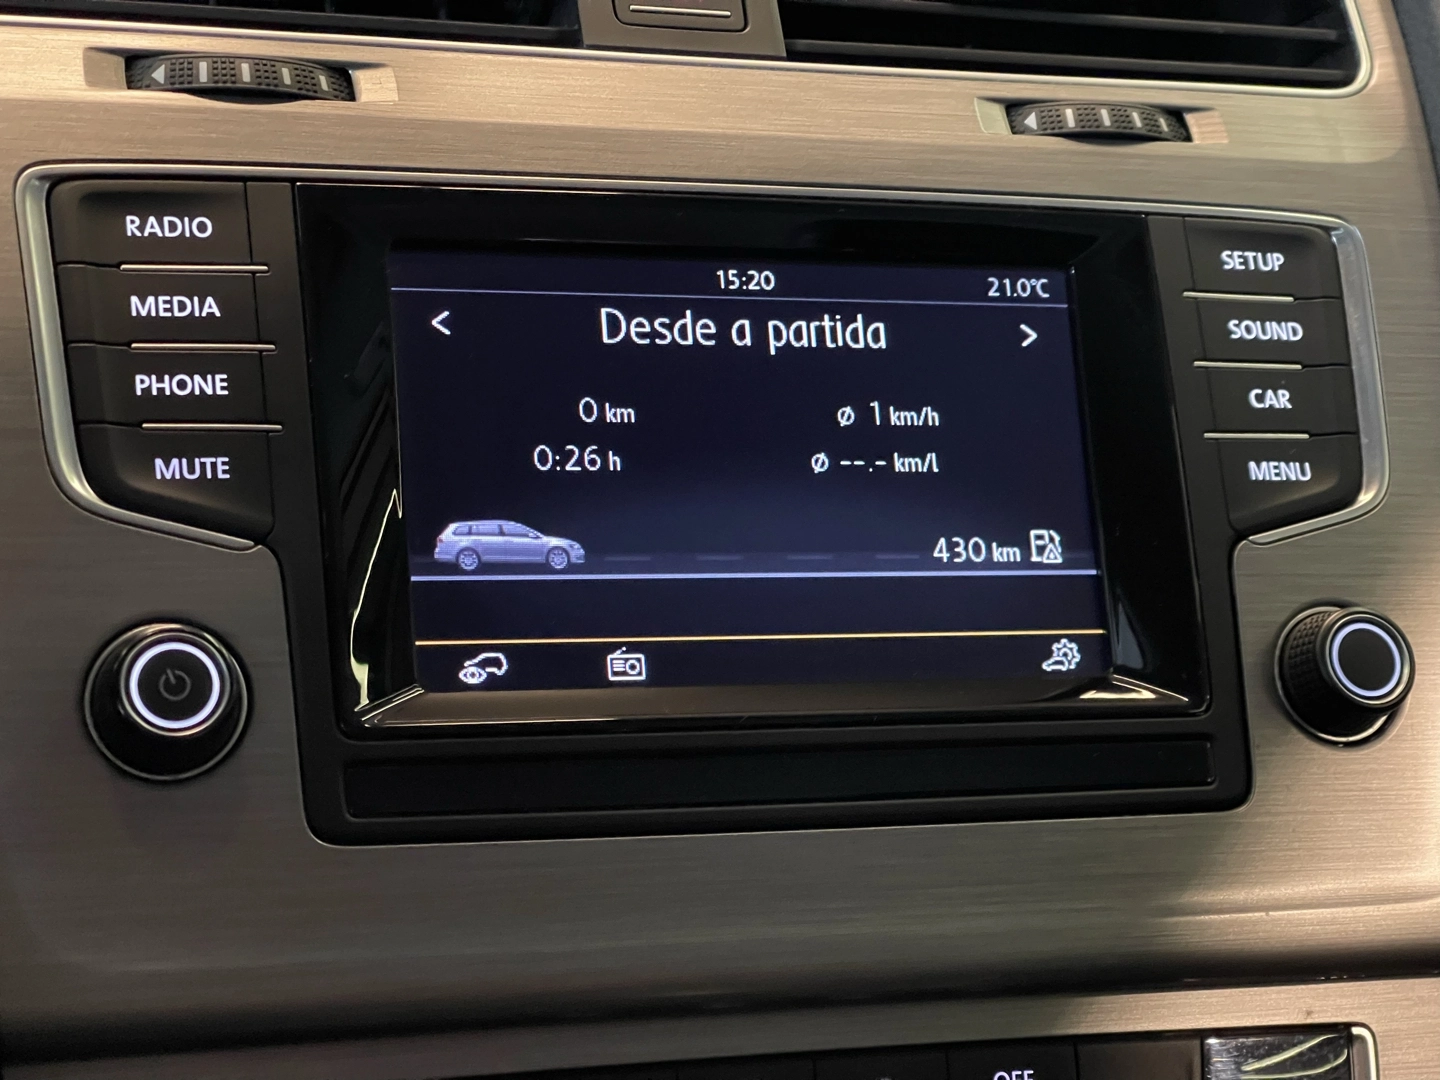 RADIO
MEDIA
PHONE
MUTE
15:20
21.0°C
< Desde a partida >
0 km
ø 1 km/h
0:26 h
ø --.- km/l
430 km
SETUP
SOUND
CAR
MENU
OFF